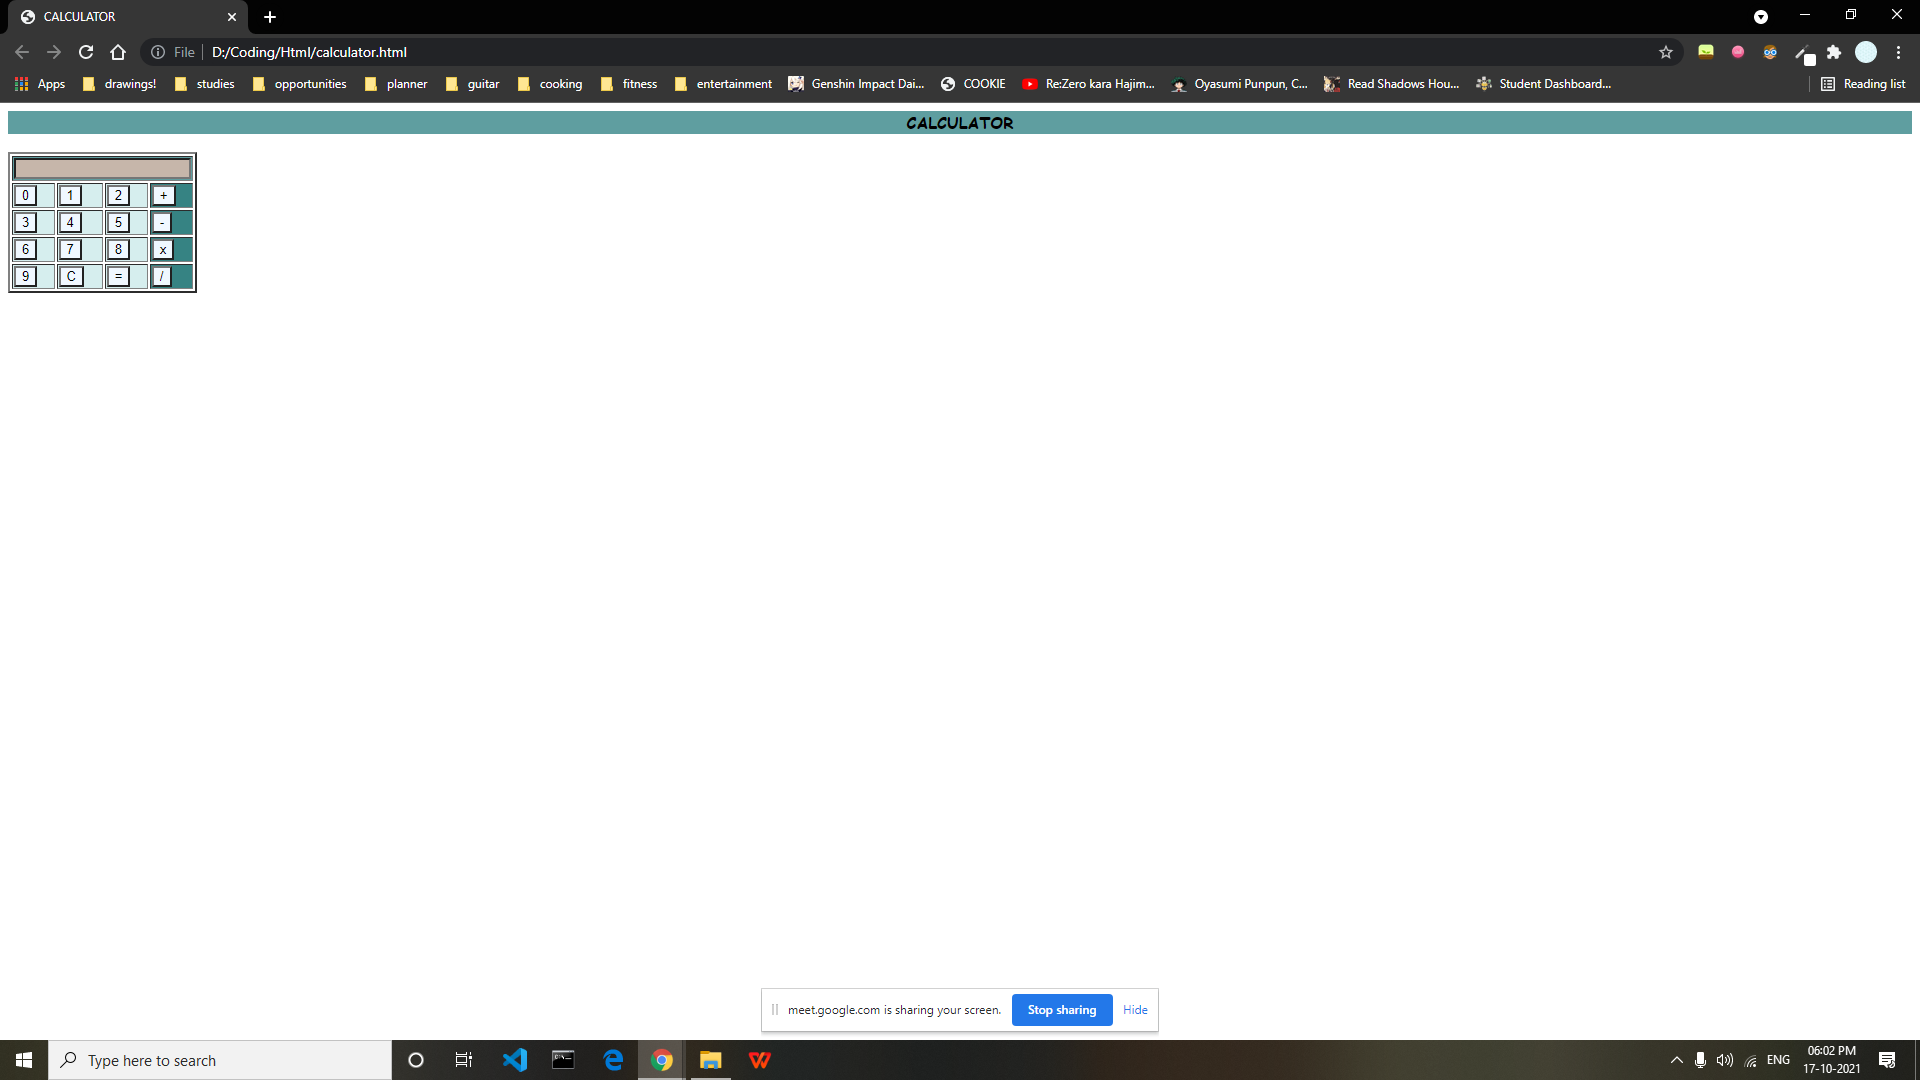 CALCULATOR
File D:/Coding/Html/calculator.html
Apps drawings! studies opportunities planner guitar cooking fitness entertainment Genshin Impact Dai... COOKIE Re:Zero kara Hajim... Oyasumi Punpun, C... Read Shadows Hou... Student Dashboard... Reading list
CALCULATOR
0 1 2 +
3 4 5 -
6 7 8 x
9 C = /
meet.google.com is sharing your screen. Stop sharing Hide
Type here to search ENG 06:02 PM
17-10-2021